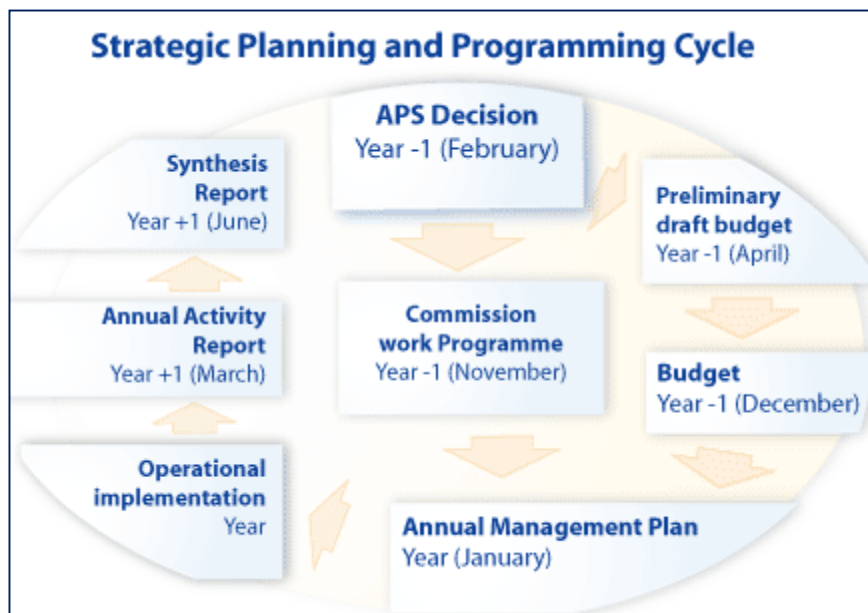 Strategic Planning and Programming Cycle
APS Decision
Year -1 (February)
Synthesis
Report
Year +1 (June)
Preliminary
draft budget
Year -1 (April)
Annual Activity
Report
Year +1 (March)
Commission
work Programme
Year -1 (November)
Budget
Year -1 (December)
Operational
implementation
Year
Annual Management Plan
Year (January)